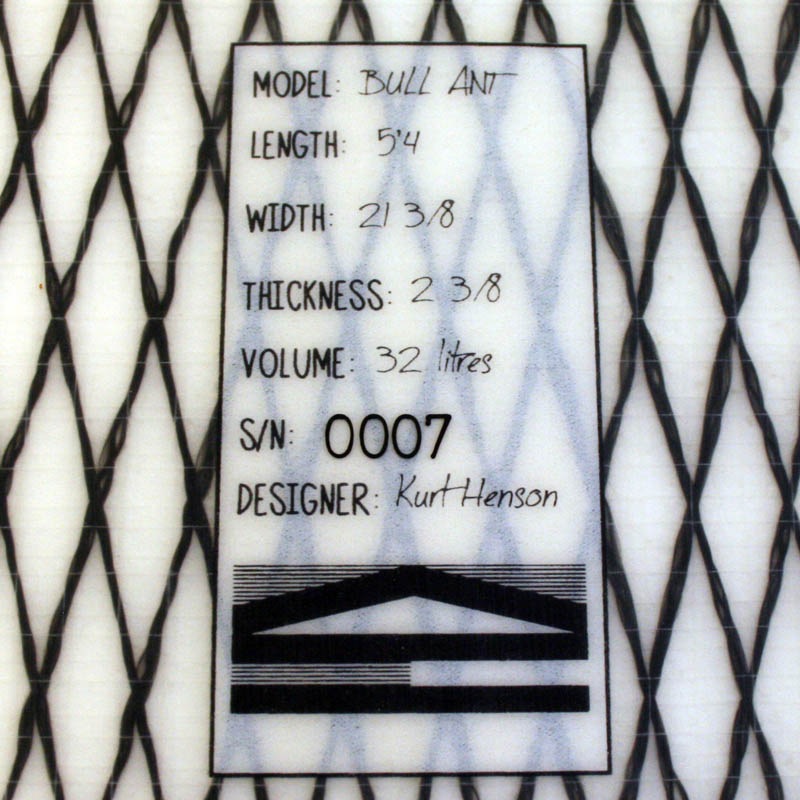 MODEL: BULL ANT
LENGTH: 5'4
WIDTH: 21 3/8
THICKNESS: 2 3/8
VOLUME: 32 litres
S/N: 0007
DESIGNER: Kurt Henson